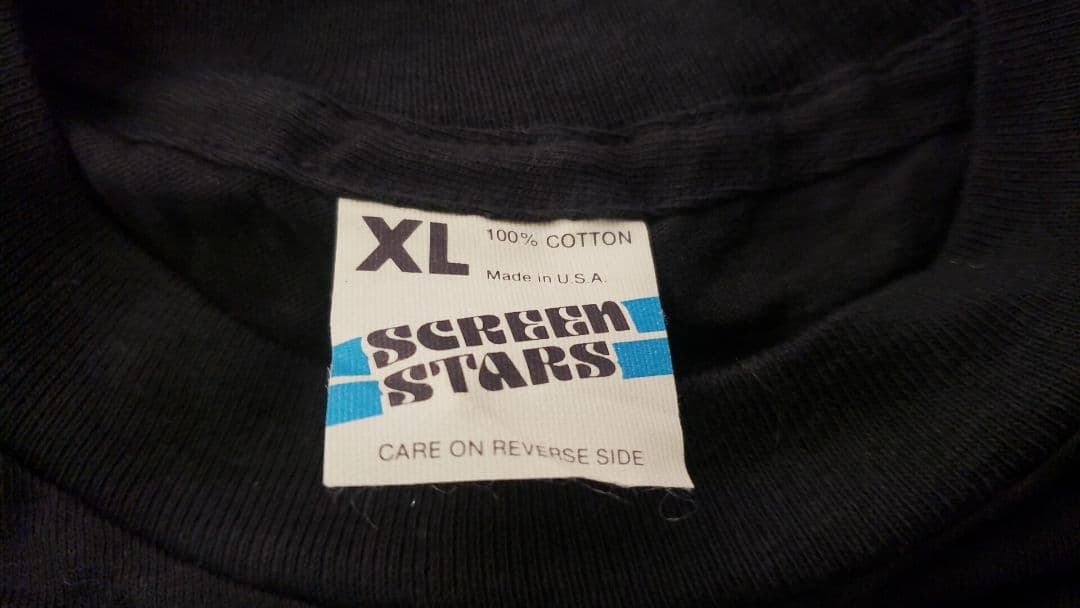 XL
100% COTTON
Made in U.S.A.
SCREEN
STARS
CARE ON REVERSE SIDE